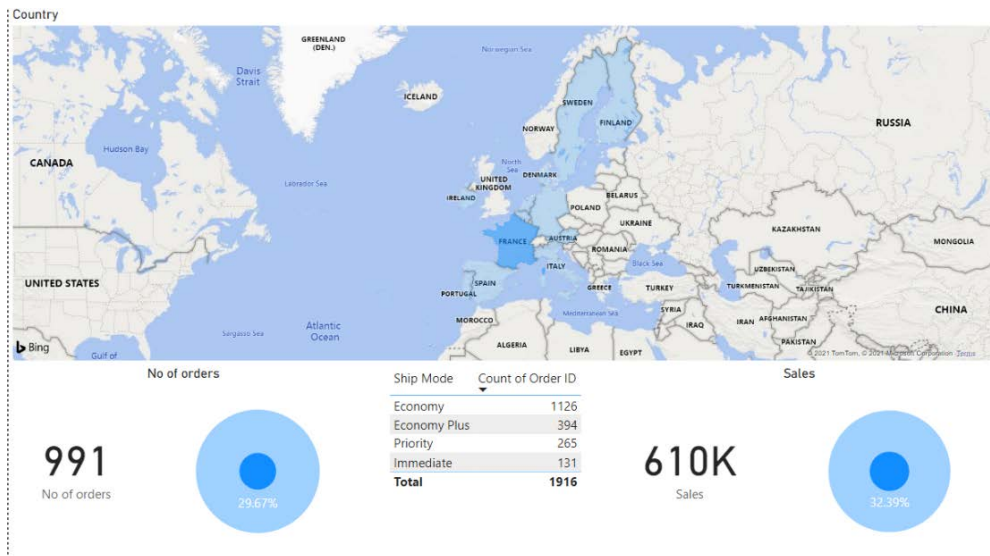 Country
GREENLAND
(DEN.)
Norwegian Sea
Davis
Strait
ICELAND
SWEDEN
FINLAND
RUSSIA
NORWAY
Hudson Bay
CANADA
North
Sea
DENMARK
UNITED
KINGDOM
Labrador Sea
IRELAND
BELARUS
POLAND
UKRAINE
KAZAKHSTAN
FRANCE
AUSTRIA
MONGOLIA
ROMANIA
ITALY
Black Sea
UZBEKISTAN
UNITED STATES
SPAIN
GREECE
TURKEY
TURKMENISTAN
TAJIKISTAN
PORTUGAL
CHINA
SYRIA
Mediterranean Sea
MOROCCO
Sargasso Sea
Atlantic
Ocean
IRAQ
IRAN
AFGHANISTAN
ALGERIA
LIBYA
EGYPT
PAKISTAN
Bing
Gulf of
© 2021 TomTom, © 2021 Microsoft Corporation Terms
No of orders
Ship Mode Count of Order ID
Sales
Economy 1126
Economy Plus 394
Priority 265
Immediate 131
Total 1916
991
No of orders
29.67%
610K
Sales
32.39%